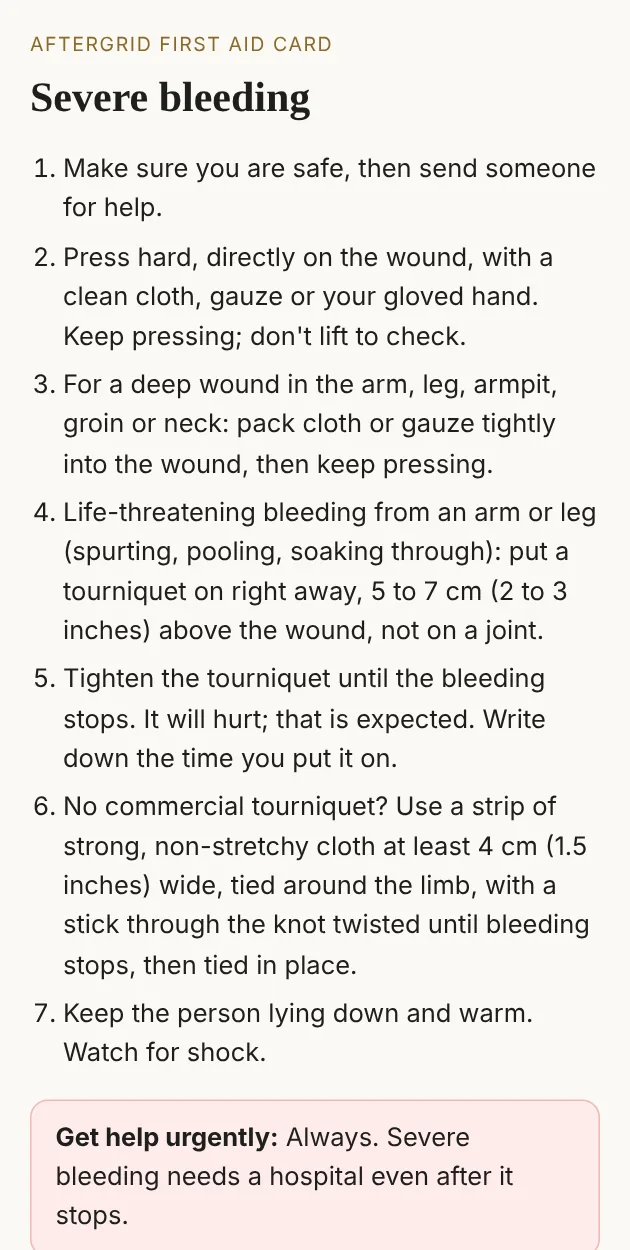 AFTERGRID FIRST AID CARD
Severe bleeding
1. Make sure you are safe, then send someone
for help.
2. Press hard, directly on the wound, with a
clean cloth, gauze or your gloved hand.
Keep pressing; don't lift to check.
3. For a deep wound in the arm, leg, armpit,
groin or neck: pack cloth or gauze tightly
into the wound, then keep pressing.
4. Life-threatening bleeding from an arm or leg
(spurting, pooling, soaking through): put a
tourniquet on right away, 5 to 7 cm (2 to 3
inches) above the wound, not on a joint.
5. Tighten the tourniquet until the bleeding
stops. It will hurt; that is expected. Write
down the time you put it on.
6. No commercial tourniquet? Use a strip of
strong, non-stretchy cloth at least 4 cm (1.5
inches) wide, tied around the limb, with a
stick through the knot twisted until bleeding
stops, then tied in place.
7. Keep the person lying down and warm.
Watch for shock.
Get help urgently: Always. Severe
bleeding needs a hospital even after it
stops.